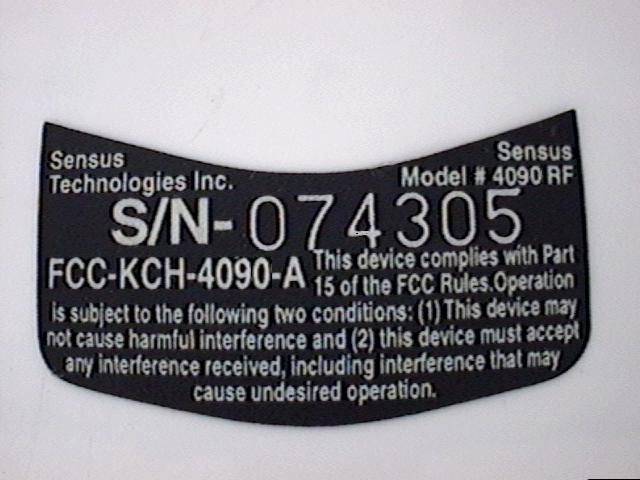 Sensus
Technologies Inc.
Sensus
Model # 4090 RF
S/N- 074305
FCC-KCH-4090-A
This device complies with Part
15 of the FCC Rules.Operation
is subject to the following two conditions: (1) This device may
not cause harmful interference and (2) this device must accept
any interference received, including interference that may
cause undesired operation.